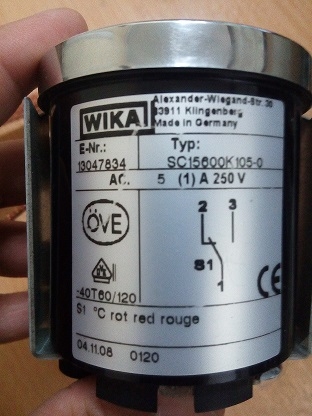 WIKA
Alexander-Wiegand-Str.30
63911 Klingenberg
Made in Germany
E-Nr.: Typ:
13047834 SC15600K105-0
AC. 5 (1) A 250 V
ÖVE
2 3
S1
1
CE
-40T60/120
S1 °C rot red rouge
04.11.08 0120